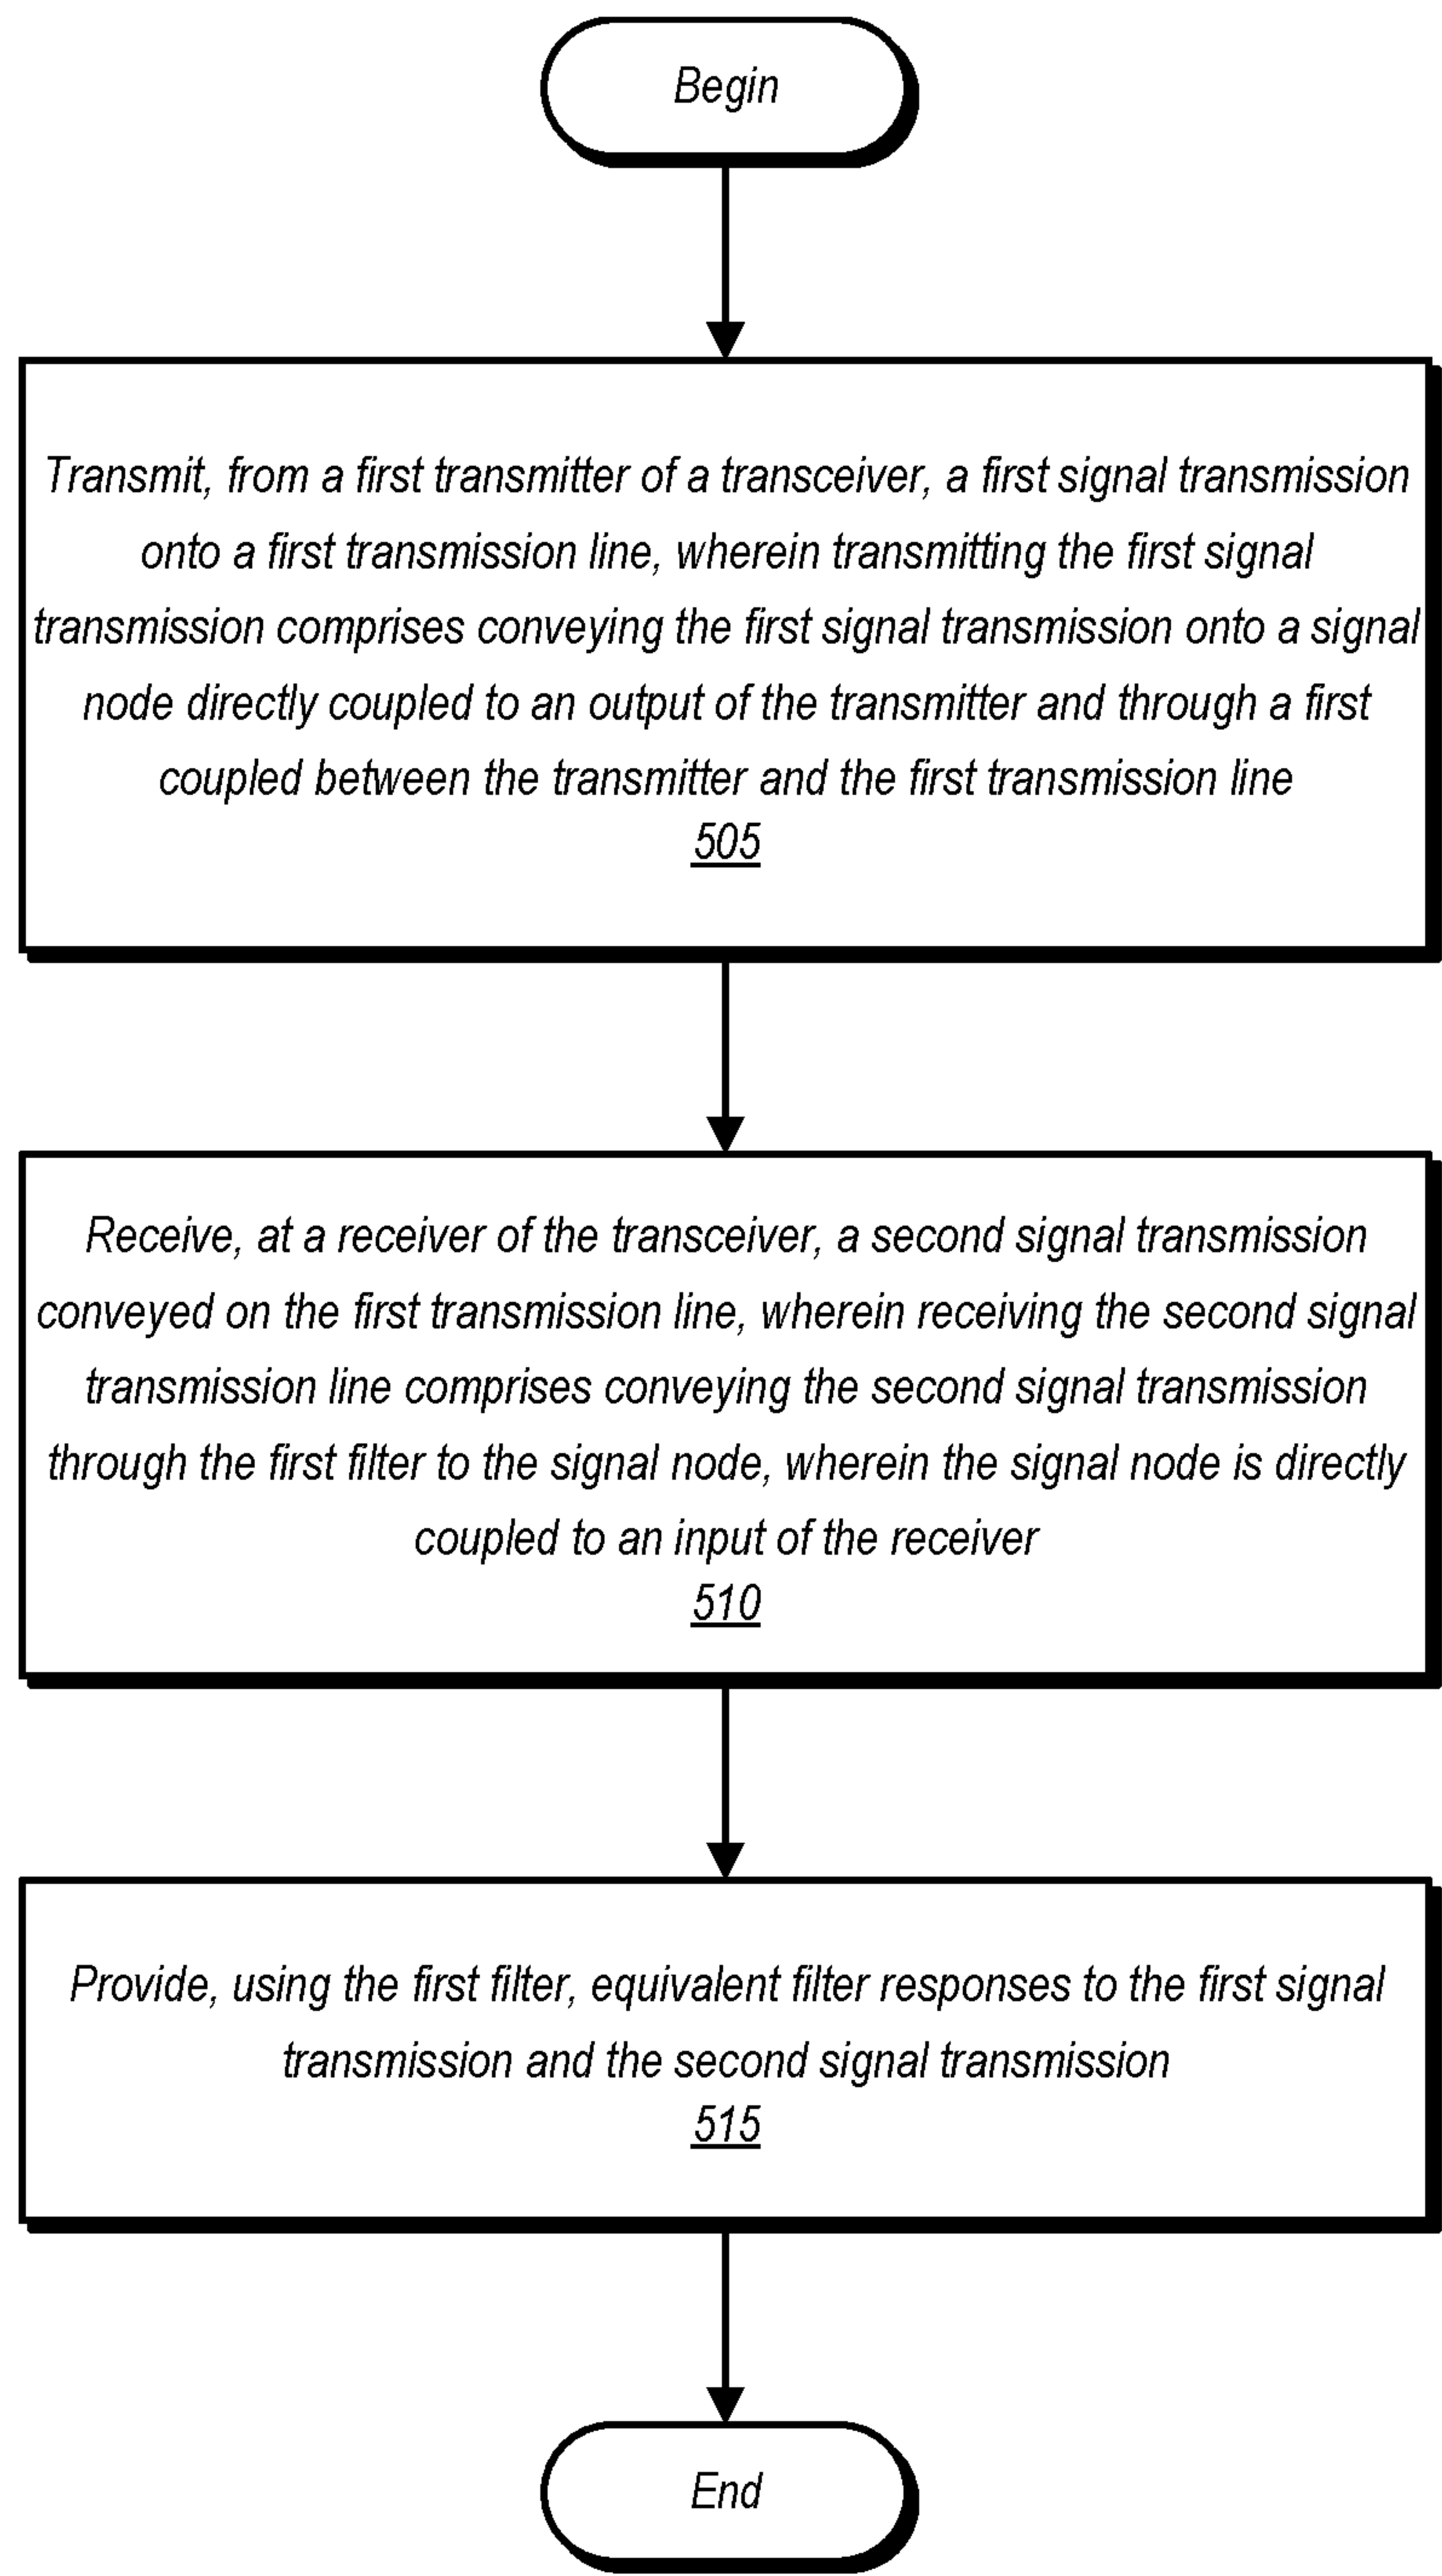 Begin
Transmit, from a first transmitter of a transceiver, a first signal transmission
onto a first transmission line, wherein transmitting the first signal
transmission comprises conveying the first signal transmission onto a signal
node directly coupled to an output of the transmitter and through a first
coupled between the transmitter and the first transmission line
505
Receive, at a receiver of the transceiver, a second signal transmission
conveyed on the first transmission line, wherein receiving the second signal
transmission line comprises conveying the second signal transmission
through the first filter to the signal node, wherein the signal node is directly
coupled to an input of the receiver
510
Provide, using the first filter, equivalent filter responses to the first signal
transmission and the second signal transmission
515
End